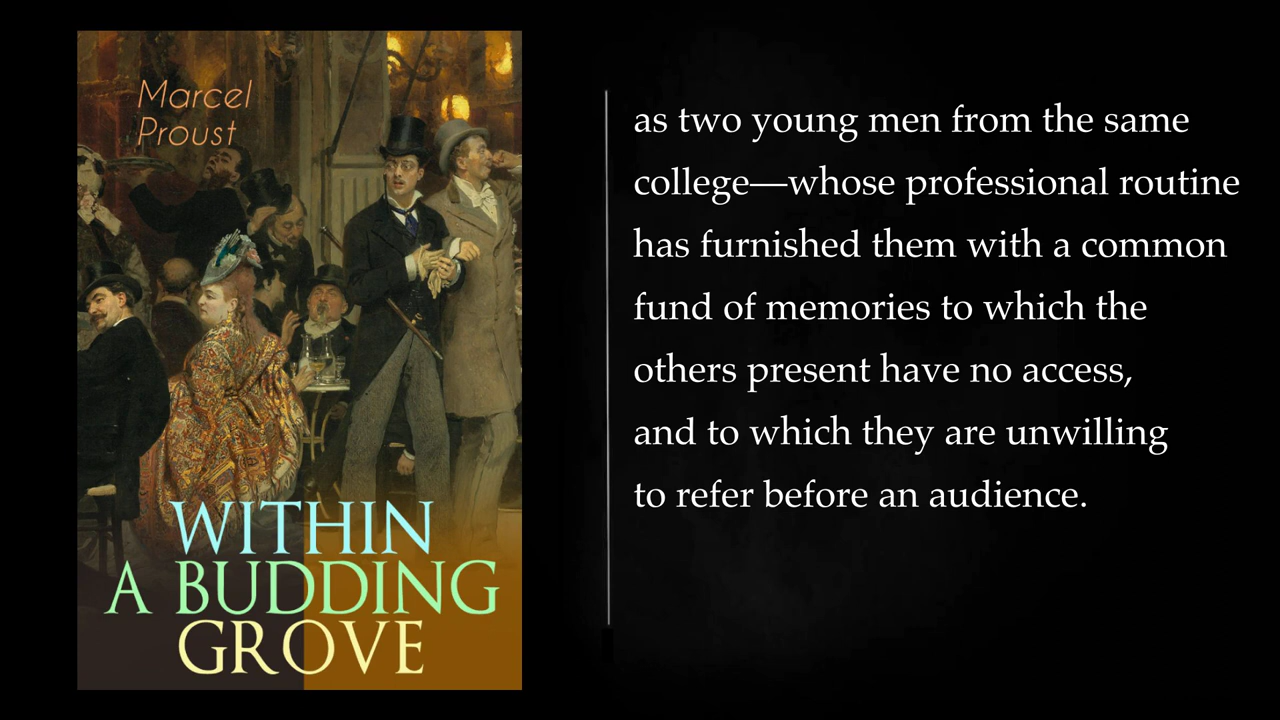 Marcel
Proust
WITHIN
A BUDDING
GROVE
as two young men from the same
college—whose professional routine
has furnished them with a common
fund of memories to which the
others present have no access,
and to which they are unwilling
to refer before an audience.